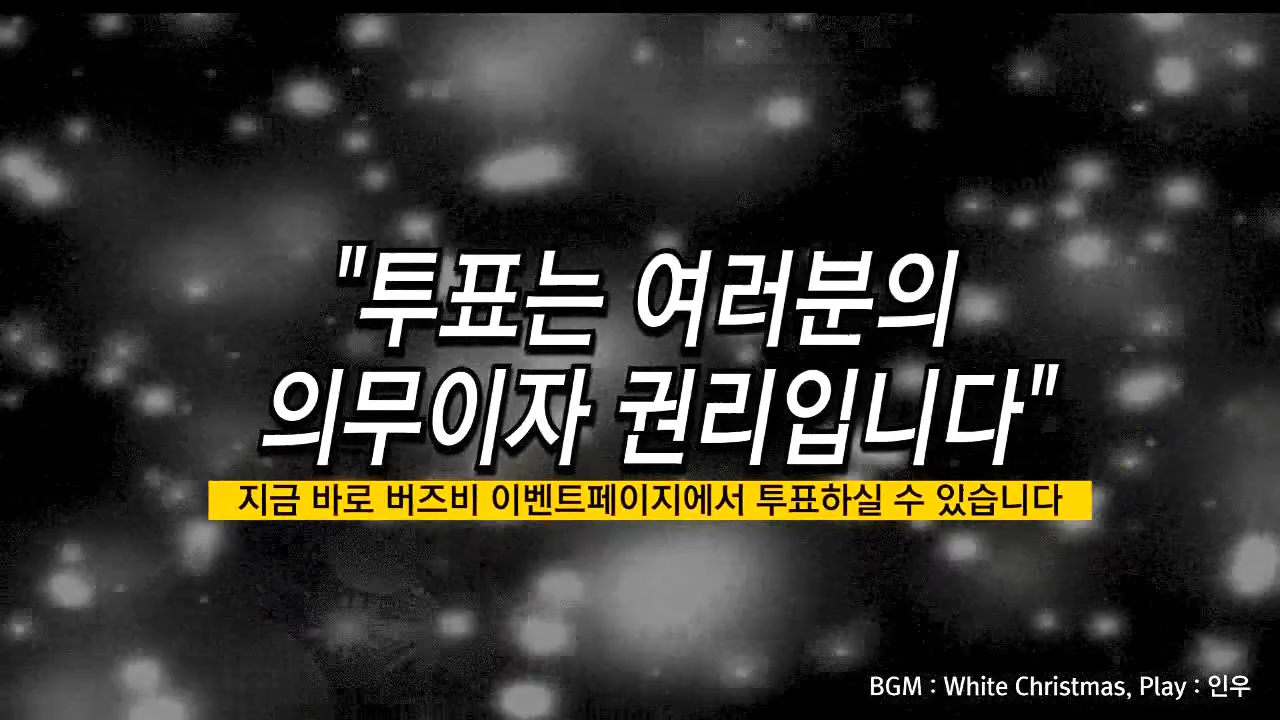 "투표는 여러분의
의무이자 권리입니다"
지금 바로 버즈비 이벤트페이지에서 투표하실 수 있습니다
BGM : White Christmas, Play : 인우